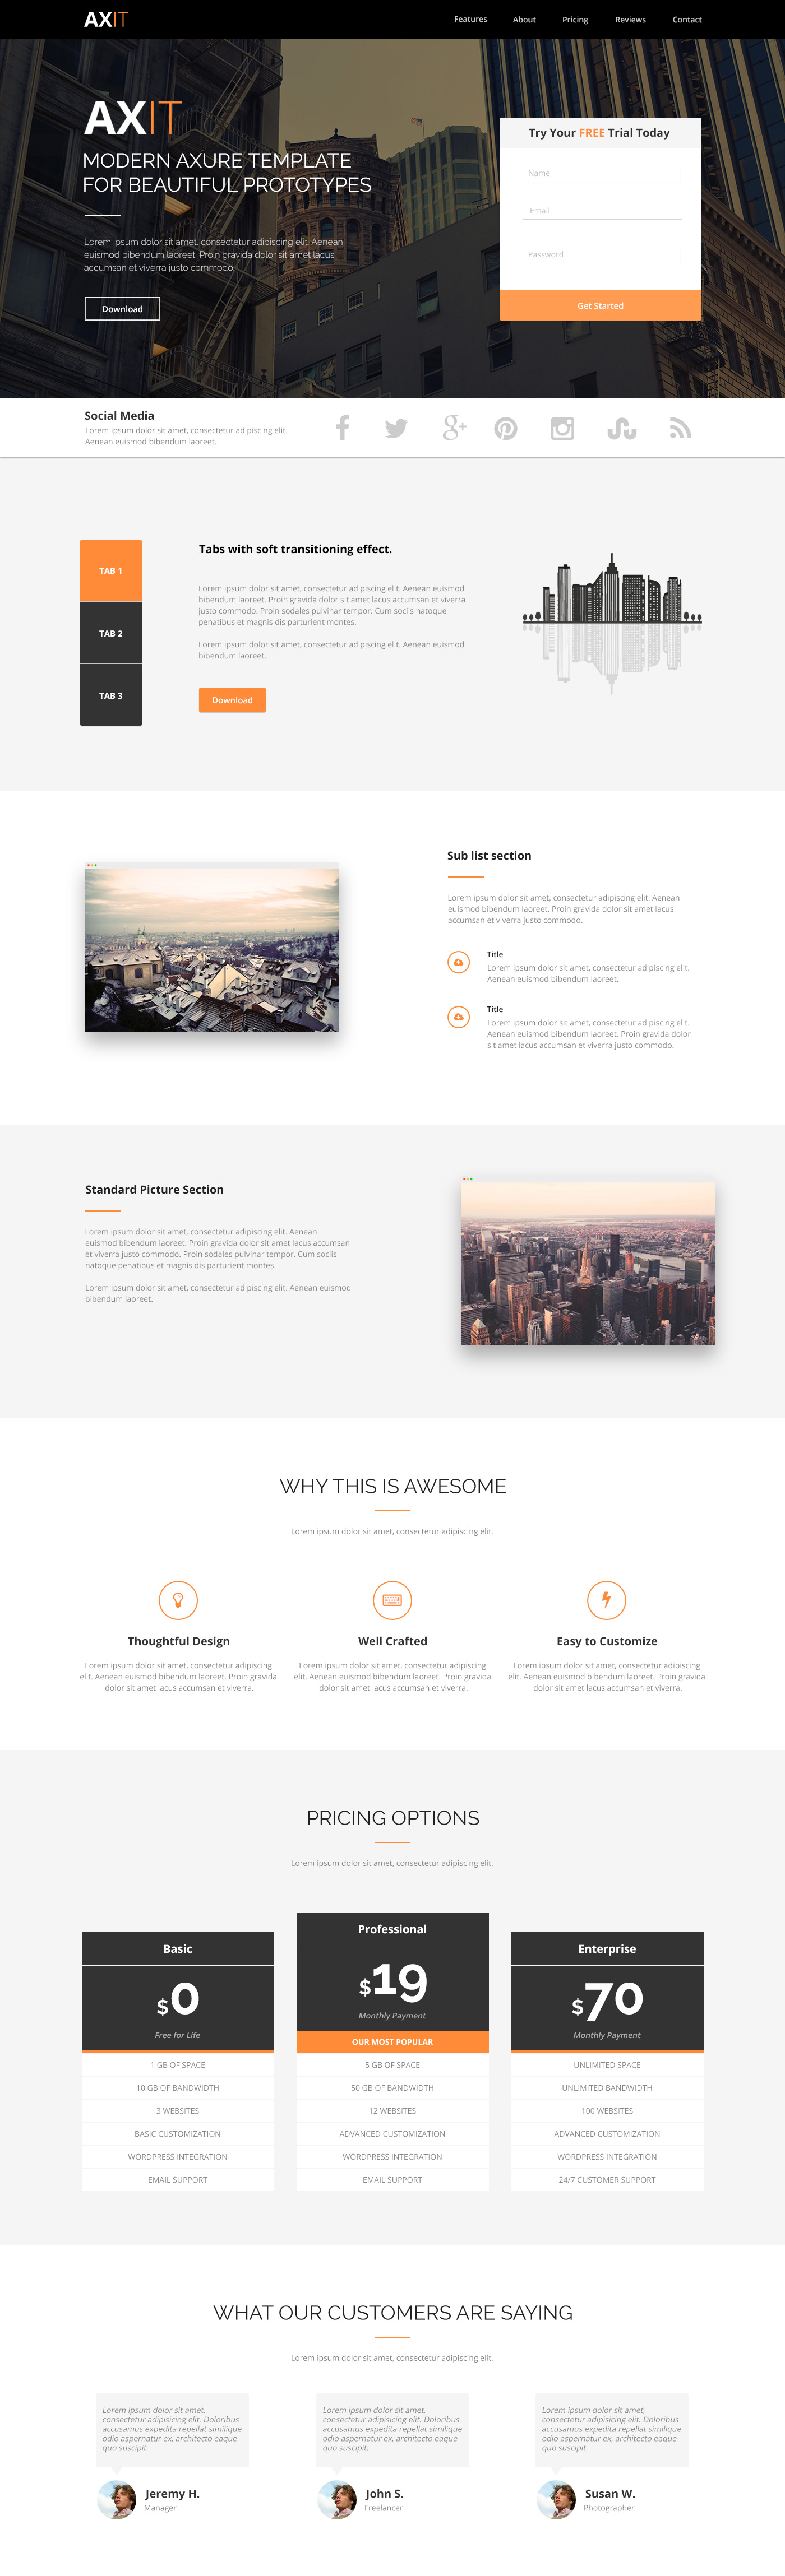 AXIT
Features About Pricing Reviews Contact
AXIT
MODERN AXURE TEMPLATE
FOR BEAUTIFUL PROTOTYPES
Lorem ipsum dolor sit amet, consectetur adipiscing elit. Aenean
euismod bibendum laoreet. Proin gravida dolor sit amet lacus
accumsan et viverra justo commodo.
Download
Try Your FREE Trial Today
Name
Email
Password
Get Started
Social Media
Lorem ipsum dolor sit amet, consectetur adipiscing elit.
Aenean euismod bibendum laoreet.
TAB 1
TAB 2
TAB 3
Tabs with soft transitioning effect.
Lorem ipsum dolor sit amet, consectetur adipiscing elit. Aenean euismod
bibendum laoreet. Proin gravida dolor sit amet lacus accumsan et viverra
justo commodo. Proin sodales pulvinar tempor. Cum sociis natoque
penatibus et magnis dis parturient montes.
Lorem ipsum dolor sit amet, consectetur adipiscing elit. Aenean euismod
bibendum laoreet.
Download
Sub list section
Lorem ipsum dolor sit amet, consectetur adipiscing elit. Aenean
euismod bibendum laoreet. Proin gravida dolor sit amet lacus
accumsan et viverra justo commodo.
Title
Lorem ipsum dolor sit amet, consectetur adipiscing elit.
Aenean euismod bibendum laoreet.
Title
Lorem ipsum dolor sit amet, consectetur adipiscing elit.
Aenean euismod bibendum laoreet. Proin gravida dolor
sit amet lacus accumsan et viverra justo commodo.
Standard Picture Section
Lorem ipsum dolor sit amet, consectetur adipiscing elit. Aenean
euismod bibendum laoreet. Proin gravida dolor sit amet lacus accumsan
et viverra justo commodo. Proin sodales pulvinar tempor. Cum sociis
natoque penatibus et magnis dis parturient montes.
Lorem ipsum dolor sit amet, consectetur adipiscing elit. Aenean euismod
bibendum laoreet.
WHY THIS IS AWESOME
Lorem ipsum dolor sit amet, consectetur adipiscing elit.
Thoughtful Design
Lorem ipsum dolor sit amet, consectetur adipiscing
elit. Aenean euismod bibendum laoreet. Proin gravida
dolor sit amet lacus accumsan et viverra.
Well Crafted
Lorem ipsum dolor sit amet, consectetur adipiscing
elit. Aenean euismod bibendum laoreet. Proin gravida
dolor sit amet lacus accumsan et viverra.
Easy to Customize
Lorem ipsum dolor sit amet, consectetur adipiscing
elit. Aenean euismod bibendum laoreet. Proin gravida
dolor sit amet lacus accumsan et viverra.
PRICING OPTIONS
Lorem ipsum dolor sit amet, consectetur adipiscing elit.
Basic
$0
Free for Life
1 GB OF SPACE
10 GB OF BANDWIDTH
3 WEBSITES
BASIC CUSTOMIZATION
WORDPRESS INTEGRATION
EMAIL SUPPORT
Professional
$19
Monthly Payment
OUR MOST POPULAR
5 GB OF SPACE
50 GB OF BANDWIDTH
12 WEBSITES
ADVANCED CUSTOMIZATION
WORDPRESS INTEGRATION
EMAIL SUPPORT
Enterprise
$70
Monthly Payment
UNLIMITED SPACE
UNLIMITED BANDWIDTH
100 WEBSITES
ADVANCED CUSTOMIZATION
WORDPRESS INTEGRATION
24/7 CUSTOMER SUPPORT
WHAT OUR CUSTOMERS ARE SAYING
Lorem ipsum dolor sit amet, consectetur adipiscing elit.
Lorem ipsum dolor sit amet,
consectetur adipisicing elit. Doloribus
accusamus expedita repellat similique
odio aspernatur ex, architecto eaque
quo suscipit.
Jeremy H.
Manager
Lorem ipsum dolor sit amet,
consectetur adipisicing elit. Doloribus
accusamus expedita repellat similique
odio aspernatur ex, architecto eaque
quo suscipit.
John S.
Freelancer
Lorem ipsum dolor sit amet,
consectetur adipisicing elit. Doloribus
accusamus expedita repellat similique
odio aspernatur ex, architecto eaque
quo suscipit.
Susan W.
Photographer